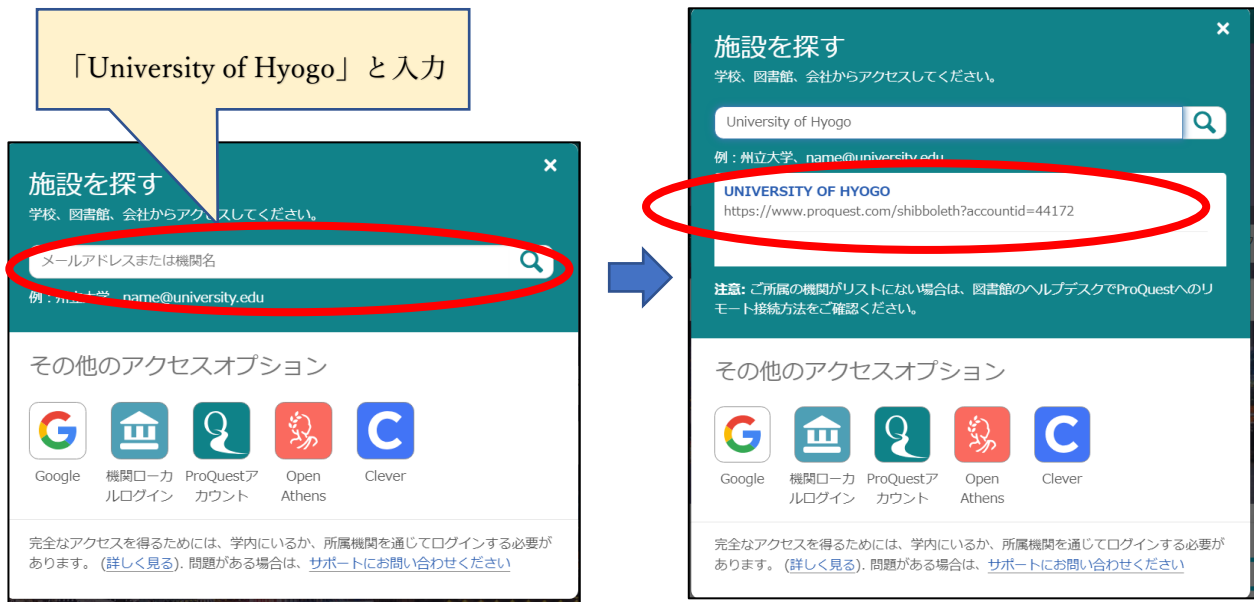 「University of Hyogo」と入力
施設を探す
学校、図書館、会社からアクセスしてください。
メールアドレスまたは機関名
例：州立大学、name@university.edu
その他のアクセスオプション
Google
機関ローカ
ルログイン
ProQuestア
カウント
Open
Athens
Clever
完全なアクセスを得るためには、学内にいるか、所属機関を通じてログインする必要が
あります。 (詳しく見る). 問題がある場合は、サポートにお問い合わせください
施設を探す
学校、図書館、会社からアクセスしてください。
University of Hyogo
例：州立大学、name@university.edu
UNIVERSITY OF HYOGO
https://www.proquest.com/shibboleth?accountid=44172
注意: ご所属の機関がリストにない場合は、図書館のヘルプデスクでProQuestへのリ
モート接続方法をご確認ください。
その他のアクセスオプション
Google
機関ローカ
ルログイン
ProQuestア
カウント
Open
Athens
Clever
完全なアクセスを得るためには、学内にいるか、所属機関を通じてログインする必要が
あります。 (詳しく見る). 問題がある場合は、サポートにお問い合わせください